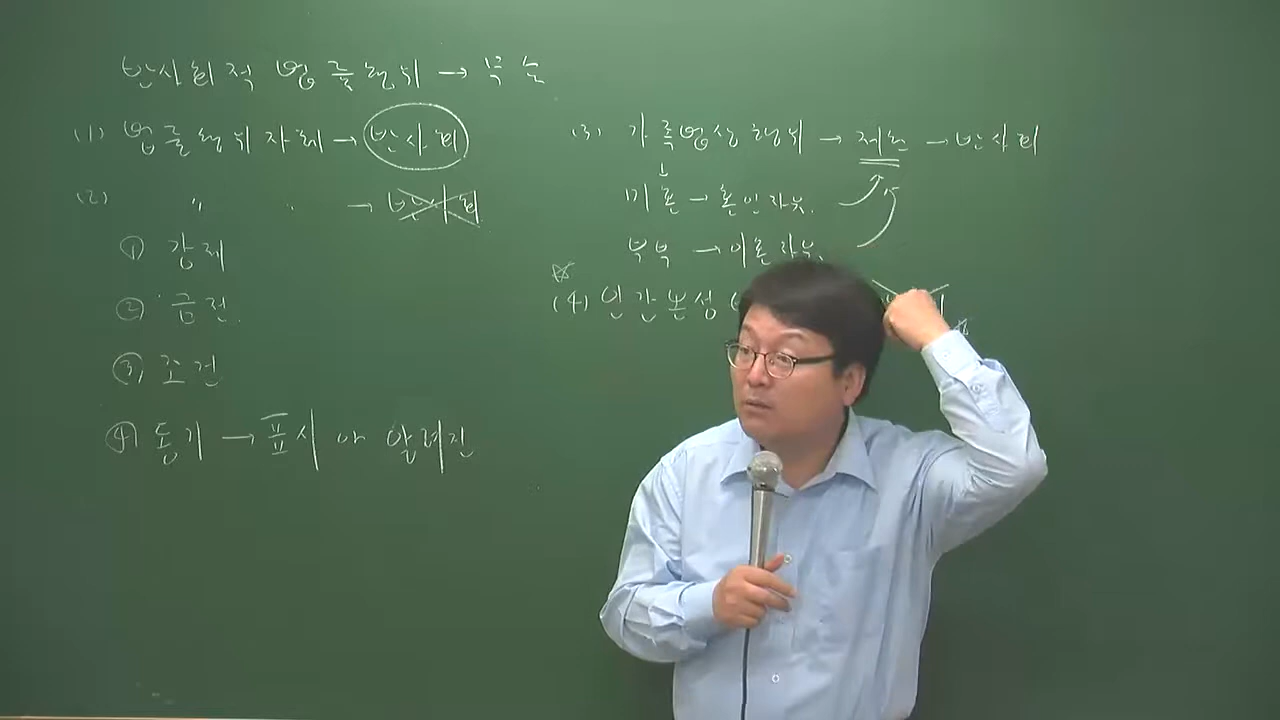 반사회적 법률행위 → 무효
(1) 법률행위 자체 → 반사회
(2) 〃 〃 → 반사회
① 강제
② 금전
③ 조건
④ 동기 → 표시 or 알려진
(3) 가족법상 행위 → 제한 → 반사회
↓
미혼 → 혼인자유.
부부 → 이혼자유.
☆
(4) 인간본성